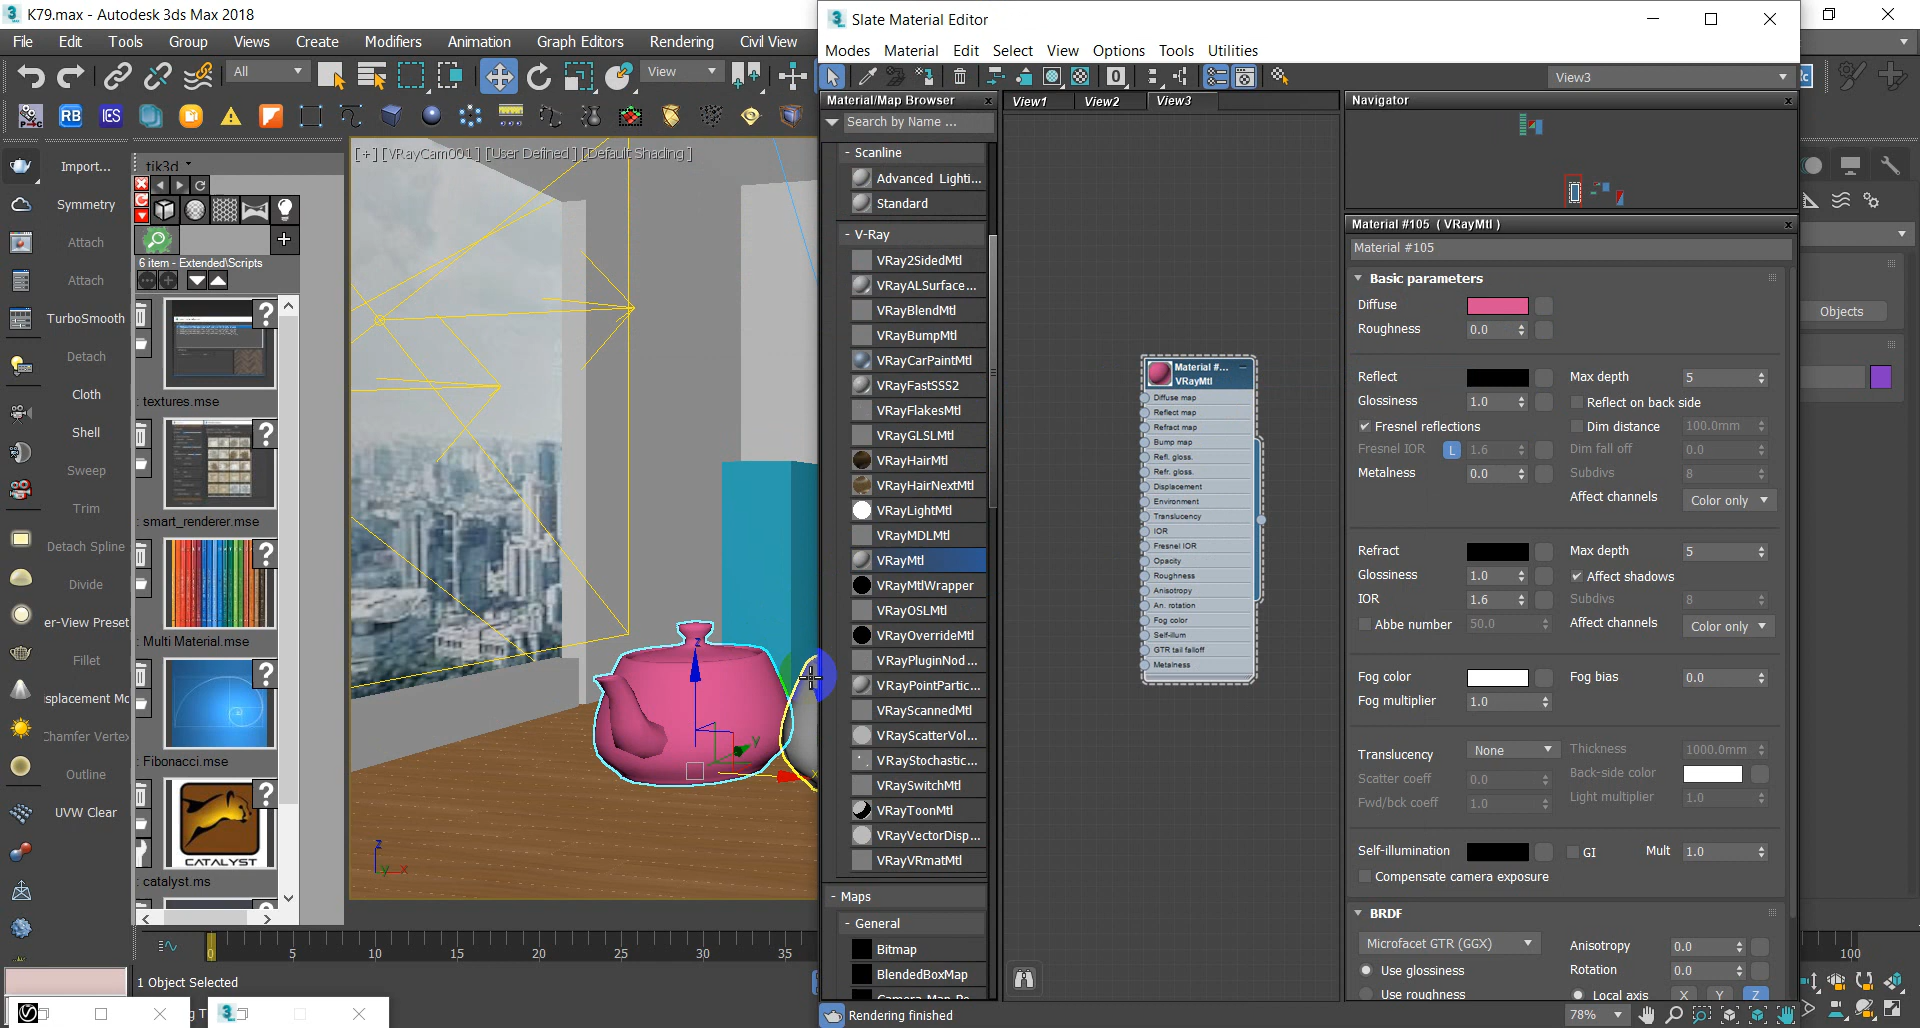 K79.max - Autodesk 3ds Max 2018
File Edit Tools Group Views Create Modifiers Animation Graph Editors Rendering Civil View
All
View
RB
Import...
Symmetry
Attach
Attach
TurboSmooth
Detach
Cloth
Shell
Sweep
Trim
Detach Spline
Divide
er-View Preset
Fillet
splacement Mo
Chamfer Vertex
Outline
UVW Clear
tik3d
6 item - Extended\Scripts
: textures.mse
: smart_renderer.mse
: Multi Material.mse
: Fibonacci.mse
CATALYST
: catalyst.ms
[+] [VRayCam001] [User Defined] [Default Shading]
z
y
x
z
y
x
0 5 10 15 20 25 30 35
100
1 Object Selected
Slate Material Editor
Modes Material Edit Select View Options Tools Utilities
0
View3
Material/Map Browser
Search by Name ...
- Scanline
Advanced Lighti...
Standard
- V-Ray
VRay2SidedMtl
VRayALSurface...
VRayBlendMtl
VRayBumpMtl
VRayCarPaintMtl
VRayFastSSS2
VRayFlakesMtl
VRayGLSLMtl
VRayHairMtl
VRayHairNextMtl
VRayLightMtl
VRayMDLMtl
VRayMtl
VRayMtlWrapper
VRayOSLMtl
VRayOverrideMtl
VRayPluginNod...
VRayPointPartic...
VRayScannedMtl
VRayScatterVol...
VRayStochastic...
VRaySwitchMtl
VRayToonMtl
VRayVectorDisp...
VRayVRmatMtl
- Maps
- General
Bitmap
BlendedBoxMap
View1 View2 View3
Material #...
VRayMtl
Diffuse map
Reflect map
Refract map
Bump map
Refl. gloss.
Refr. gloss.
Displacement
Environment
Translucency
IOR
Fresnel IOR
Opacity
Roughness
Anisotropy
An. rotation
Fog color
Self-illum
GTR tail falloff
Metalness
Navigator
Material #105 ( VRayMtl )
Material #105
Basic parameters
Diffuse
Roughness 0.0
Reflect Max depth 5
Glossiness 1.0 Reflect on back side
Fresnel reflections Dim distance 100.0mm
Fresnel IOR L 1.6 Dim fall off 0.0
Metalness 0.0 Subdivs 8
Affect channels Color only
Refract Max depth 5
Glossiness 1.0 Affect shadows
IOR 1.6 Subdivs 8
Abbe number 50.0 Affect channels Color only
Fog color Fog bias 0.0
Fog multiplier 1.0
Translucency None Thickness 1000.0mm
Scatter coeff 0.0 Back-side color
Fwd/bck coeff 1.0 Light multiplier 1.0
Self-illumination GI Mult 1.0
Compensate camera exposure
BRDF
Microfacet GTR (GGX) Anisotropy 0.0
Use glossiness Rotation 0.0
Use roughness Local axis X Y Z
Rendering finished
78%
Objects